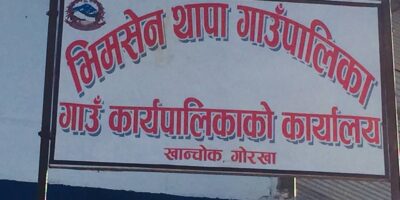 भिमसेन थापा गाउँपालिका
गाउँ कार्यपालिकाको कार्यालय
खान्चोक, गोरखा